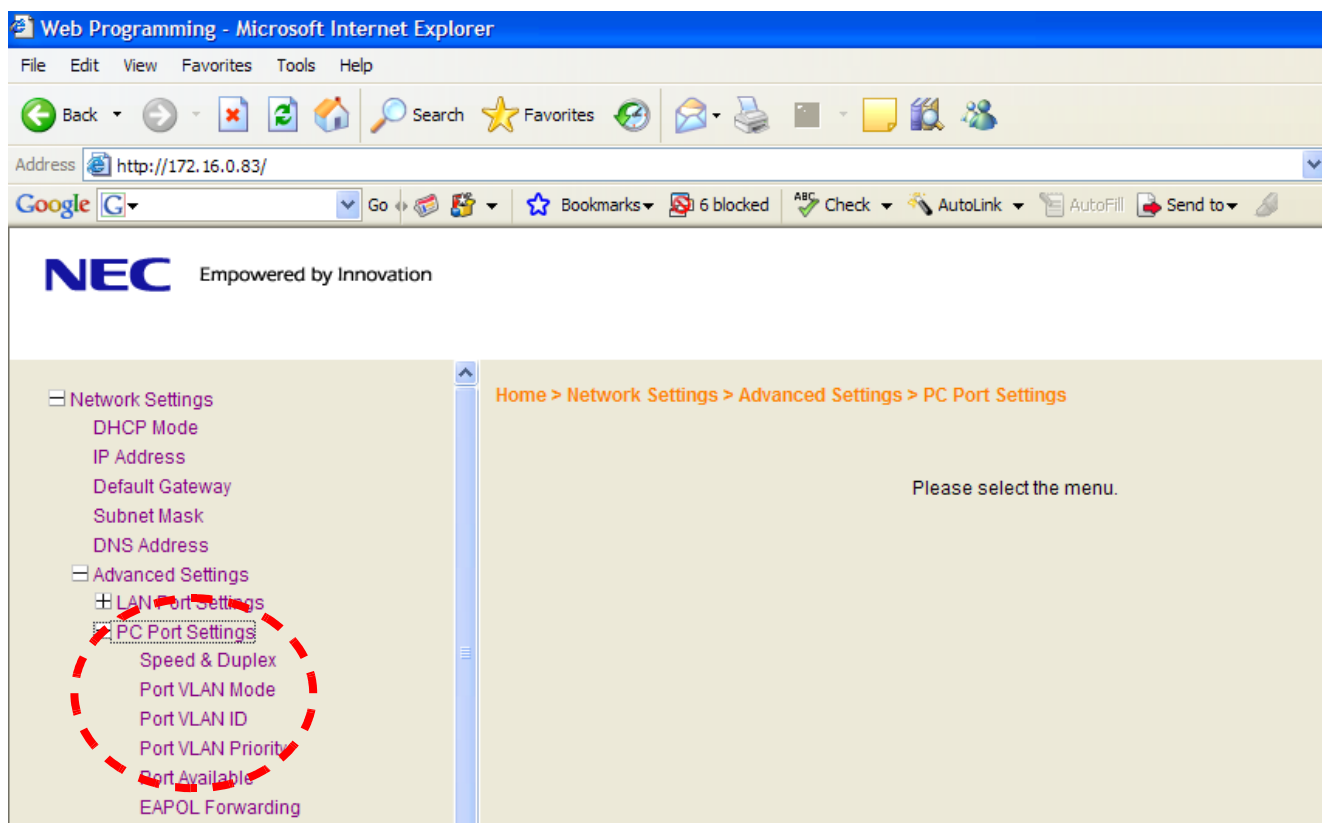 Web Programming - Microsoft Internet Explorer
File Edit View Favorites Tools Help
Back Search Favorites
Address http://172.16.0.83/
Google G Go Bookmarks 6 blocked ABC Check AutoLink AutoFill Send to
NEC Empowered by Innovation
Home > Network Settings > Advanced Settings > PC Port Settings
Please select the menu.
Network Settings
DHCP Mode
IP Address
Default Gateway
Subnet Mask
DNS Address
Advanced Settings
LAN Port Settings
PC Port Settings
Speed & Duplex
Port VLAN Mode
Port VLAN ID
Port VLAN Priority
Port Available
EAPOL Forwarding